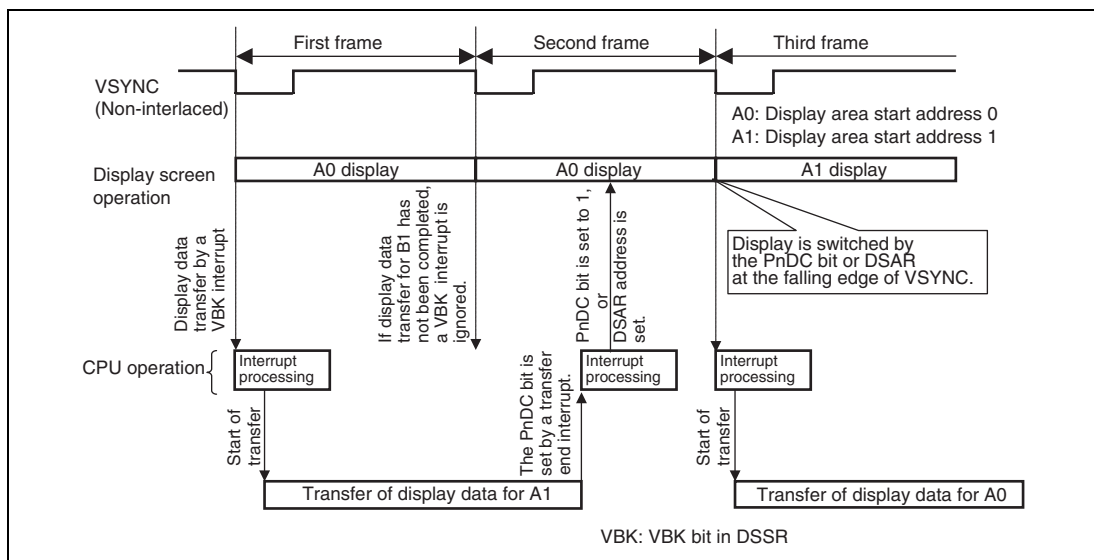 First frame
Second frame
Third frame
VSYNC
(Non-interlaced)
A0: Display area start address 0
A1: Display area start address 1
Display screen
operation
A0 display
A0 display
A1 display
Display data
transfer by a
VBK interrupt
If display data
transfer for B1 has
not been completed,
a VBK interrupt is
ignored.
PnDC bit is set to 1,
or
DSAR address is
set.
Display is switched by
the PnDC bit or DSAR
at the falling edge of VSYNC.
CPU operation
Interrupt
processing
The PnDC bit is
set by a transfer
end interrupt.
Interrupt
processing
Interrupt
processing
Start of
transfer
Start of
transfer
Transfer of display data for A1
Transfer of display data for A0
VBK: VBK bit in DSSR